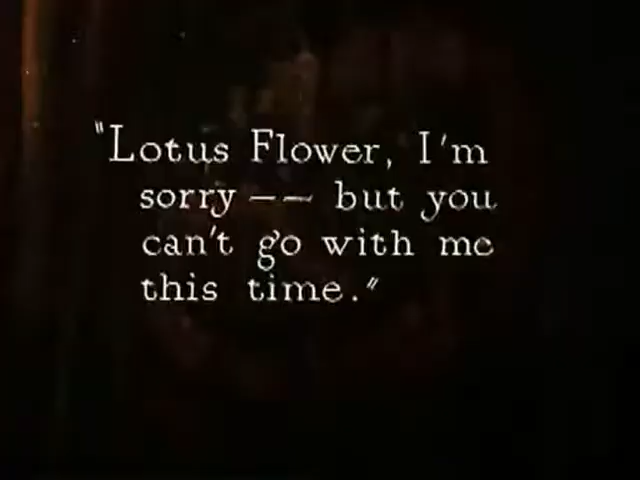 "Lotus Flower, I'm
sorry -- but you
can't go with me
this time."